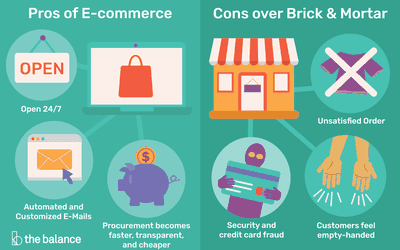 Pros of E-commerce
OPEN
Open 24/7
Automated and
Customized E-Mails
$
Procurement becomes
faster, transparent,
and cheaper
the balance
Cons over Brick & Mortar
Unsatisfied Order
Security and
credit card fraud
Customers feel
empty-handed